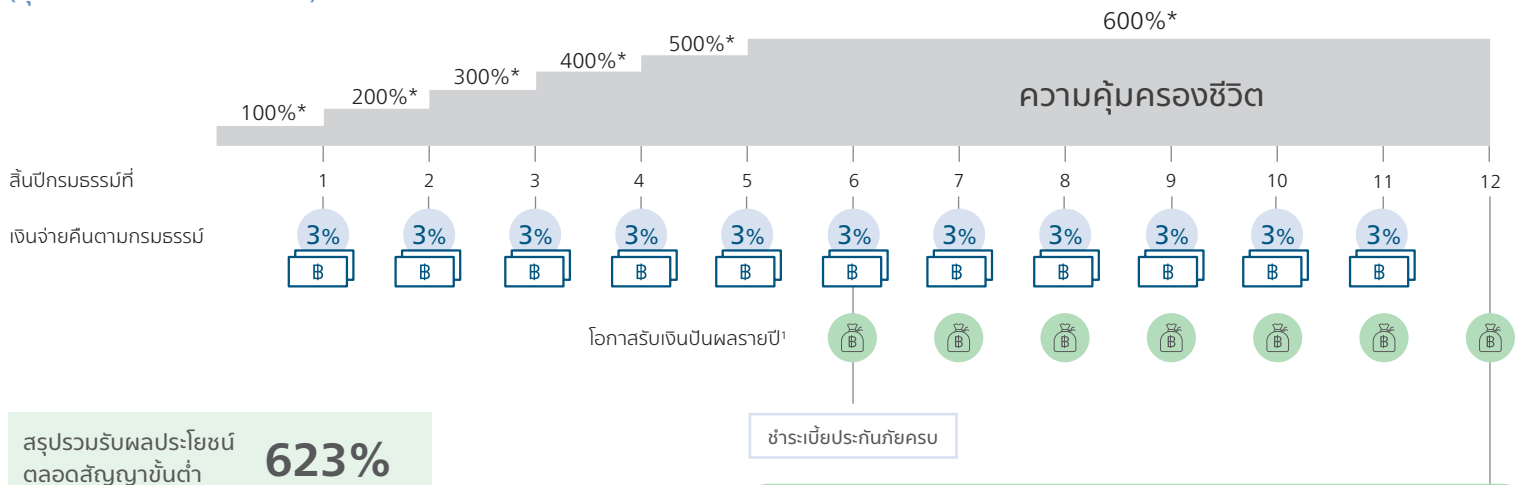 600%*
500%*
400%*
300%*
200%*
100%*
ความคุ้มครองชีวิต
สิ้นปีกรมธรรม์ที่ 1 2 3 4 5 6 7 8 9 10 11 12
เงินจ่ายคืนตามกรมธรรม์ 3% 3% 3% 3% 3% 3% 3% 3% 3% 3% 3%
฿ ฿ ฿ ฿ ฿ ฿ ฿ ฿ ฿ ฿ ฿
โอกาสรับเงินปันผลรายปี¹ ฿ ฿ ฿ ฿ ฿ ฿ ฿
ชำระเบี้ยประกันภัยครบ
สรุปรวมรับผลประโยชน์
ตลอดสัญญาขั้นต่ำ 623%